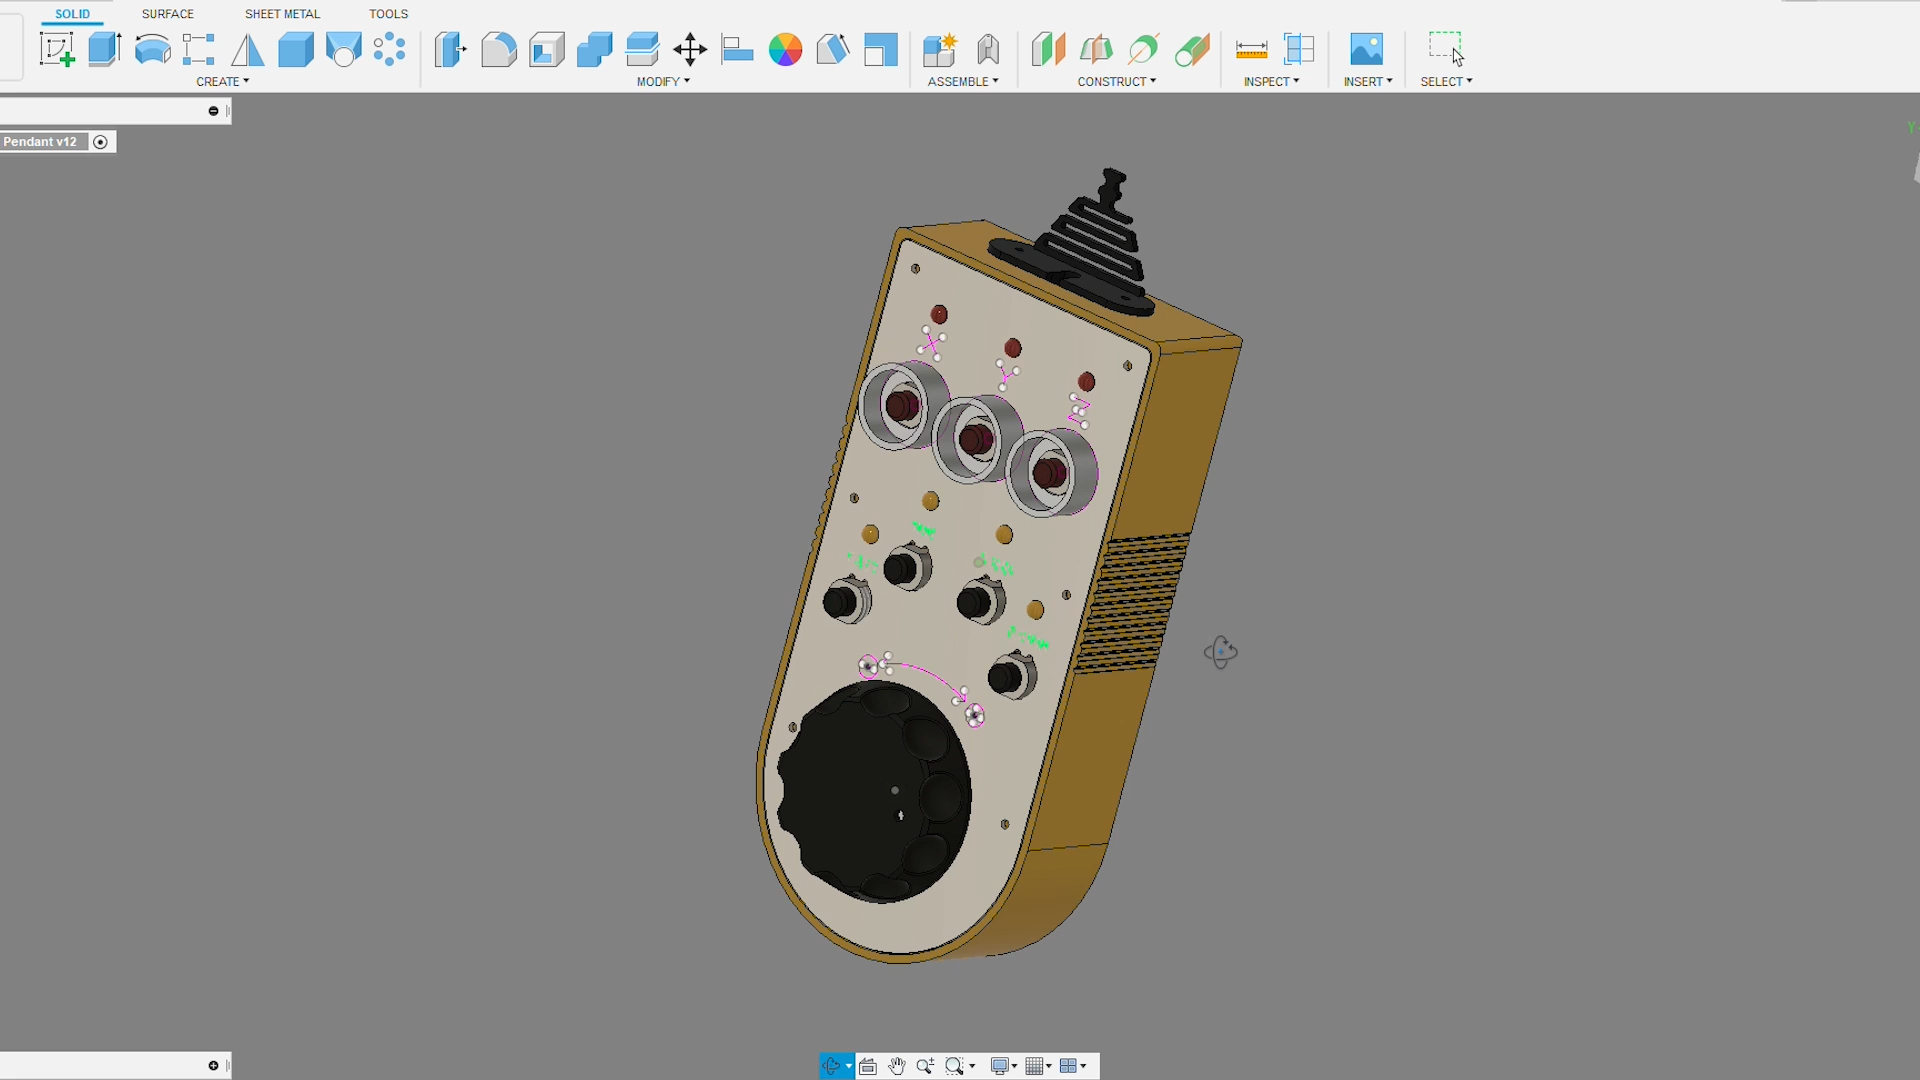 SOLID SURFACE SHEET METAL TOOLS
CREATE MODIFY ASSEMBLE CONSTRUCT INSPECT INSERT SELECT
Pendant v12
Y
X
Y
Z